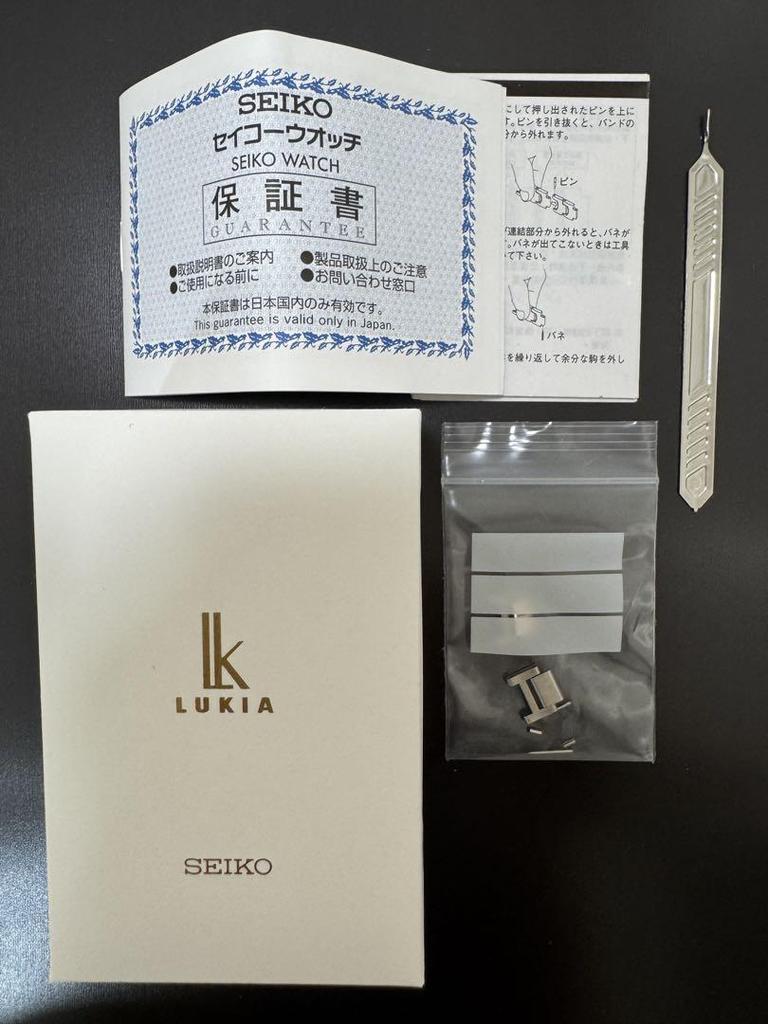 SEIKO
セイコーウオッチ
SEIKO WATCH
保証書
GUARANTEE
●取扱説明書のご案内 ●製品取扱上のご注意
●ご使用になる前に ●お問い合わせ窓口
本保証書は日本国内のみ有効です。
This guarantee is valid only in Japan.
にして押し出されたピンを上に
す。ピンを引き抜くと、バンドの
分から外れます。
ピン
連結部分から外れると、バネが
す。バネが出てこないときは工具
て下さい。
バネ
を繰り返して余分な駒を外し
lk
LUKIA
SEIKO